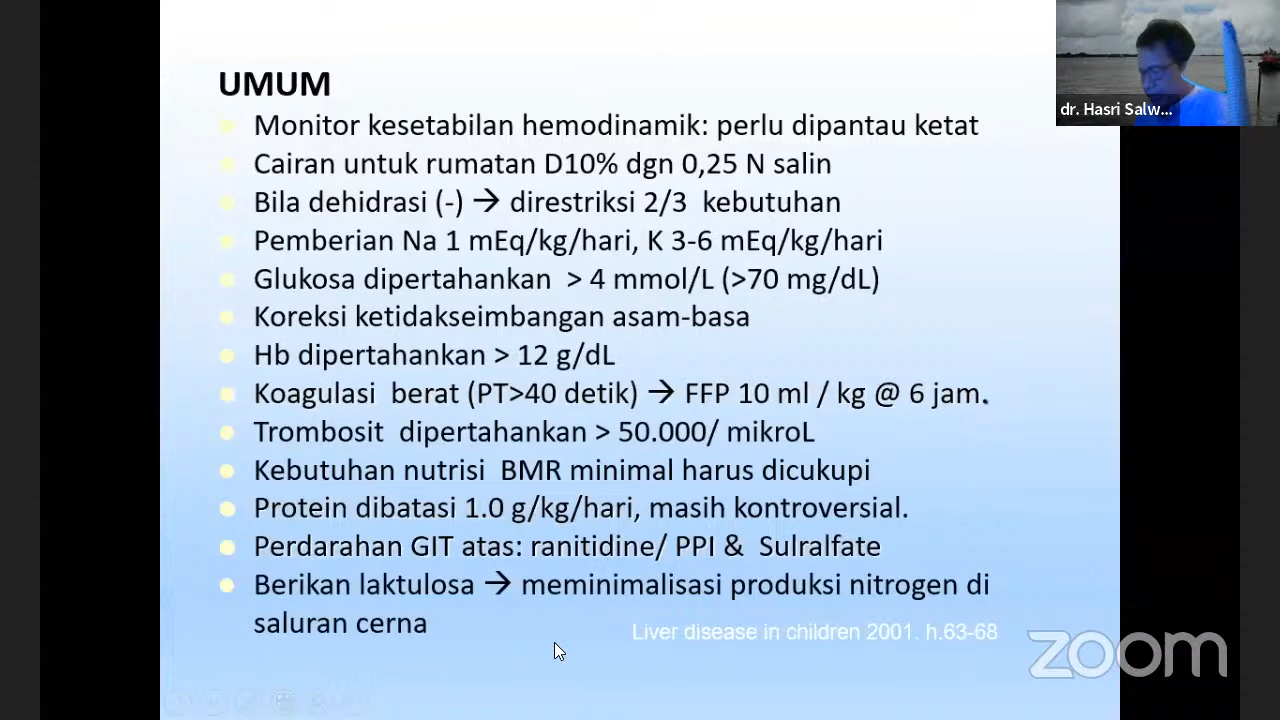 UMUM
Monitor kesetabilan hemodinamik: perlu dipantau ketat
Cairan untuk rumatan D10% dgn 0,25 N salin
Bila dehidrasi (-) → direstriksi 2/3 kebutuhan
Pemberian Na 1 mEq/kg/hari, K 3-6 mEq/kg/hari
Glukosa dipertahankan > 4 mmol/L (>70 mg/dL)
Koreksi ketidakseimbangan asam-basa
Hb dipertahankan > 12 g/dL
Koagulasi berat (PT>40 detik) → FFP 10 ml / kg @ 6 jam.
Trombosit dipertahankan > 50.000/ mikroL
Kebutuhan nutrisi BMR minimal harus dicukupi
Protein dibatasi 1.0 g/kg/hari, masih kontroversial.
Perdarahan GIT atas: ranitidine/ PPI & Sulralfate
Berikan laktulosa → meminimalisasi produksi nitrogen di
saluran cerna
Liver disease in children 2001. h.63-68
dr. Hasri Salw...
zoom